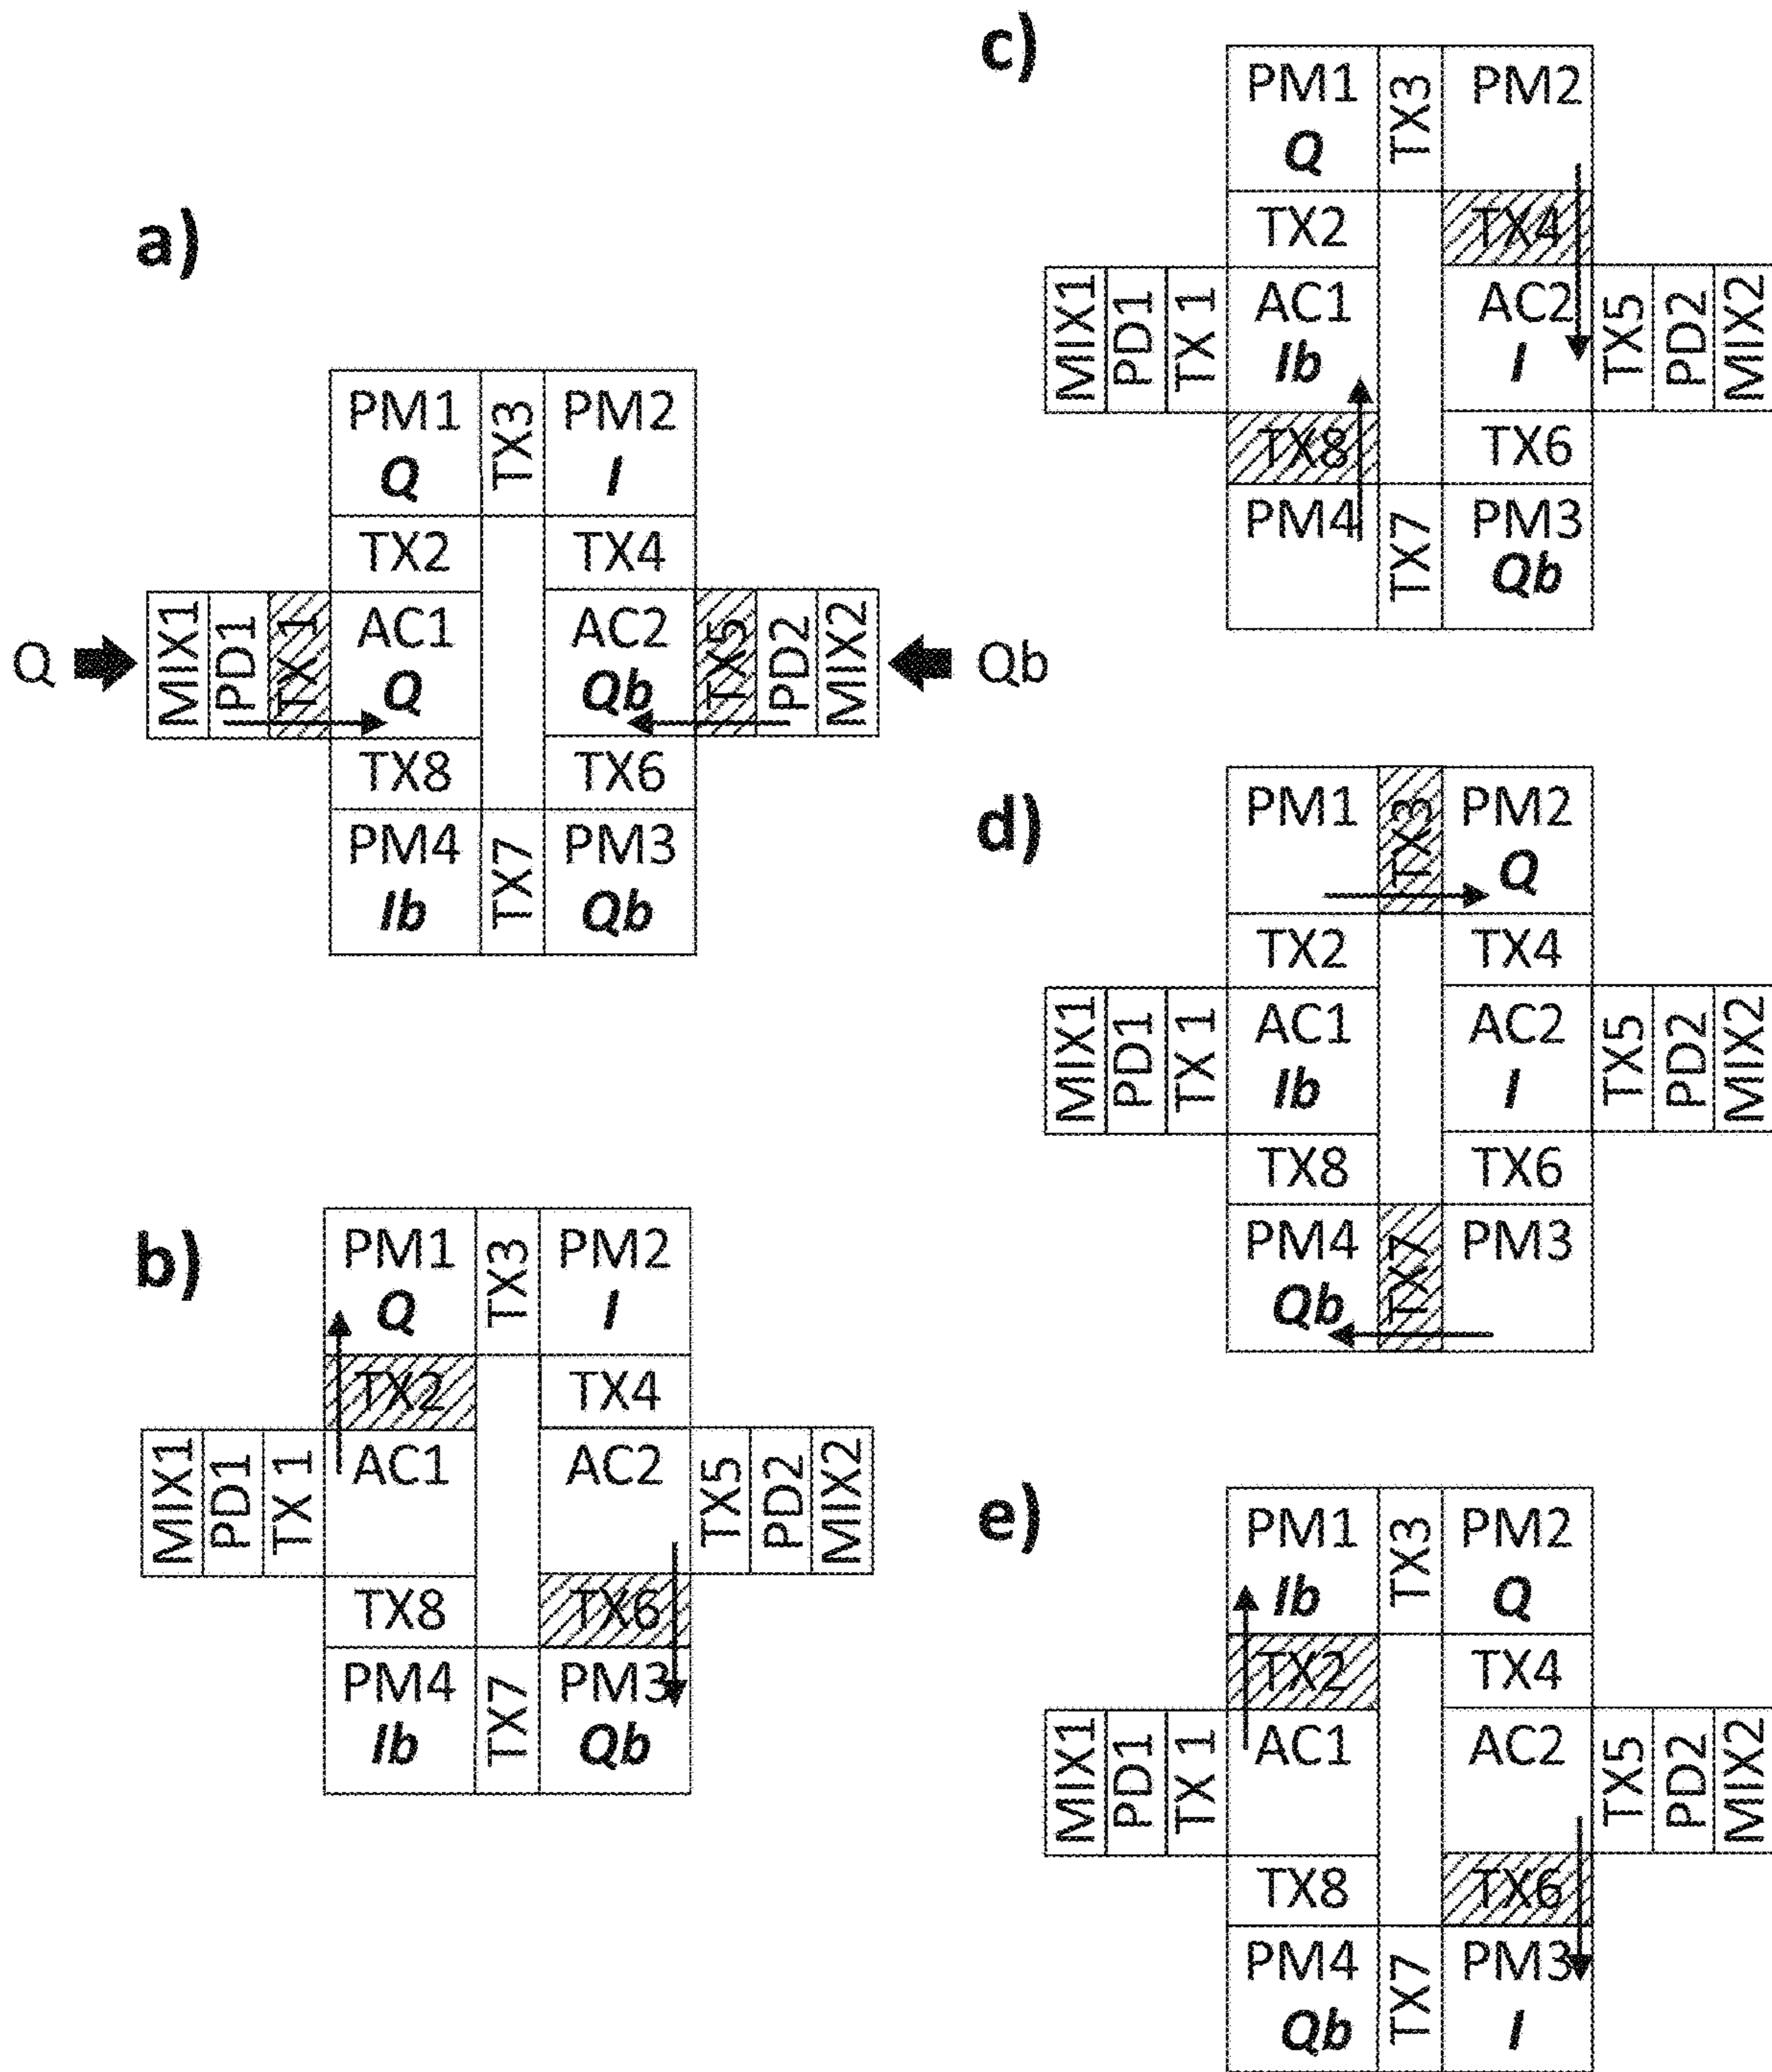 a)
PM1 TX3 PM2
Q I
TX2 TX4
Q MIX1 PD1 TX 1 AC1 AC2 TX5 PD2 MIX2 Qb
Q Qb
TX8 TX6
PM4 TX7 PM3
Ib Qb
b)
PM1 TX3 PM2
Q I
TX2 TX4
MIX1 PD1 TX 1 AC1 AC2 TX5 PD2 MIX2
TX8 TX6
PM4 TX7 PM3
Ib Qb
c)
PM1 TX3 PM2
Q
TX2 TX4
MIX1 PD1 TX 1 AC1 AC2 TX5 PD2 MIX2
Ib I
TX8 TX6
PM4 TX7 PM3
Qb
d)
PM1 TX3 PM2
Q
TX2 TX4
MIX1 PD1 TX 1 AC1 AC2 TX5 PD2 MIX2
Ib I
TX8 TX6
PM4 TX7 PM3
Qb
e)
PM1 TX3 PM2
Ib Q
TX2 TX4
MIX1 PD1 TX 1 AC1 AC2 TX5 PD2 MIX2
TX8 TX6
PM4 TX7 PM3
Qb I